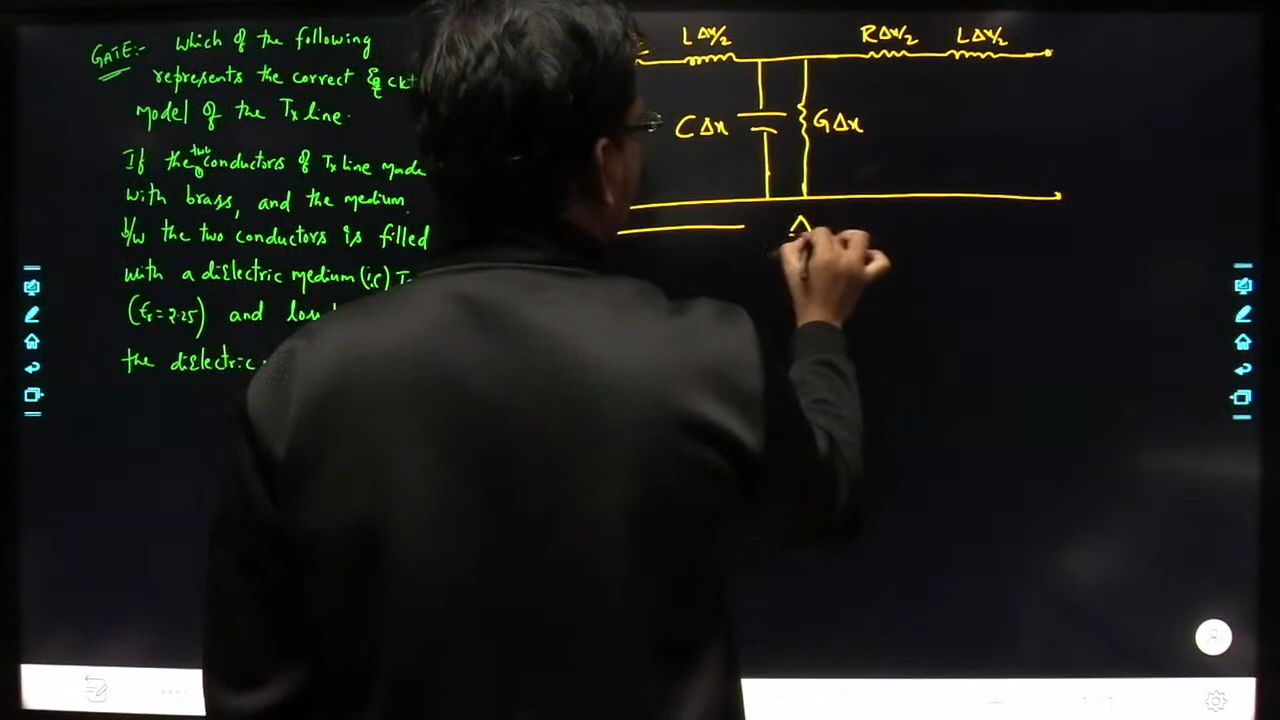 GATE:- Which of the following
represents the correct Eq ckt
model of the Tx line.
If the two conductors of Tx line made
with brass, and the medium
b/w the two conductors is filled
with a dielectric medium (i.e)
(εr = 2.25) and
the dielectric.
LΔx/2
RΔx/2 LΔx/2
CΔx
GΔx
Δ